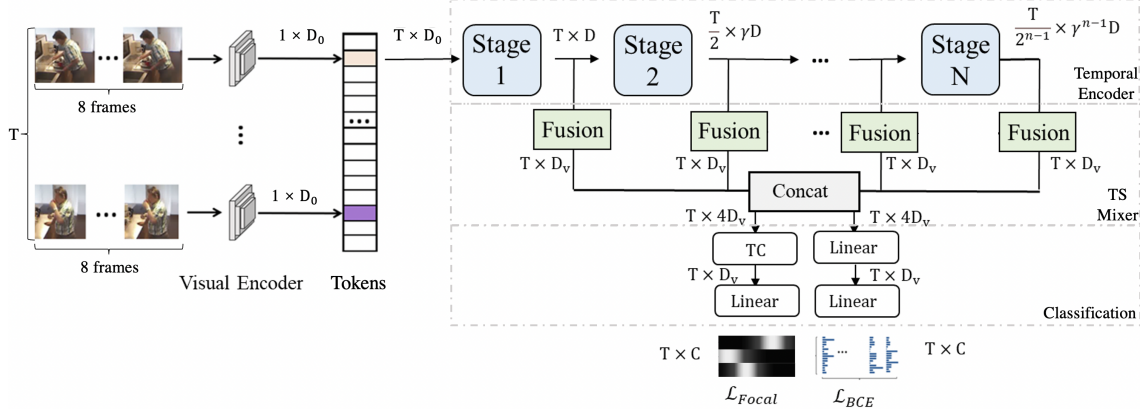 T
8 frames
8 frames
1 × D₀
1 × D₀
Visual Encoder
Tokens
T × D₀
Stage 1
T × D
Stage 2
T/2 × γD
...
Stage N
T/2ⁿ⁻¹ × γⁿ⁻¹D
Temporal Encoder
Fusion
Fusion
...
Fusion
Fusion
T × Dᵥ
T × Dᵥ
T × Dᵥ
T × Dᵥ
Concat
TS Mixer
T × 4Dᵥ
T × 4Dᵥ
TC
Linear
T × Dᵥ
T × Dᵥ
Linear
Linear
Classification
T × C
T × C
ℒ_Focal
ℒ_BCE